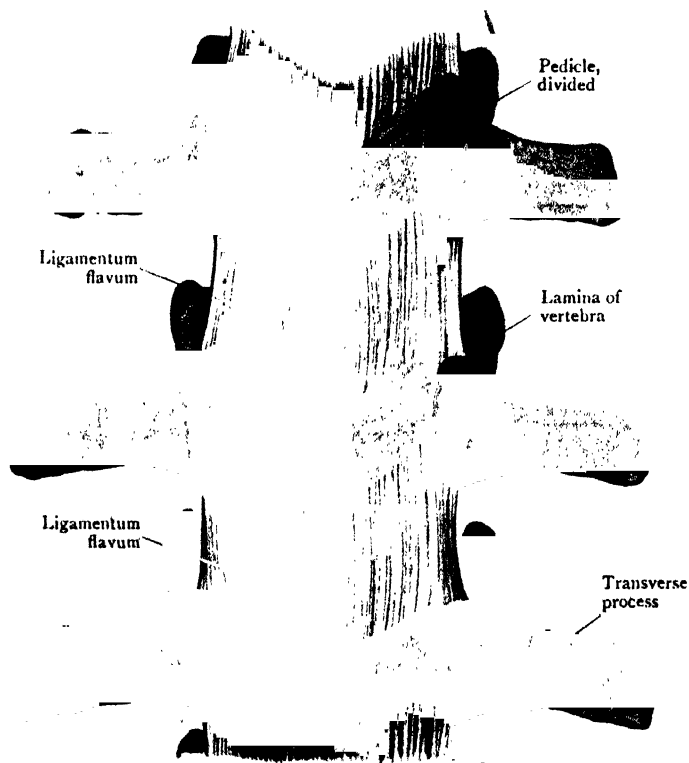 Pedicle,
divided
Ligamentum
flavum
Lamina of
vertebra
Ligamentum
flavum
Transverse
process